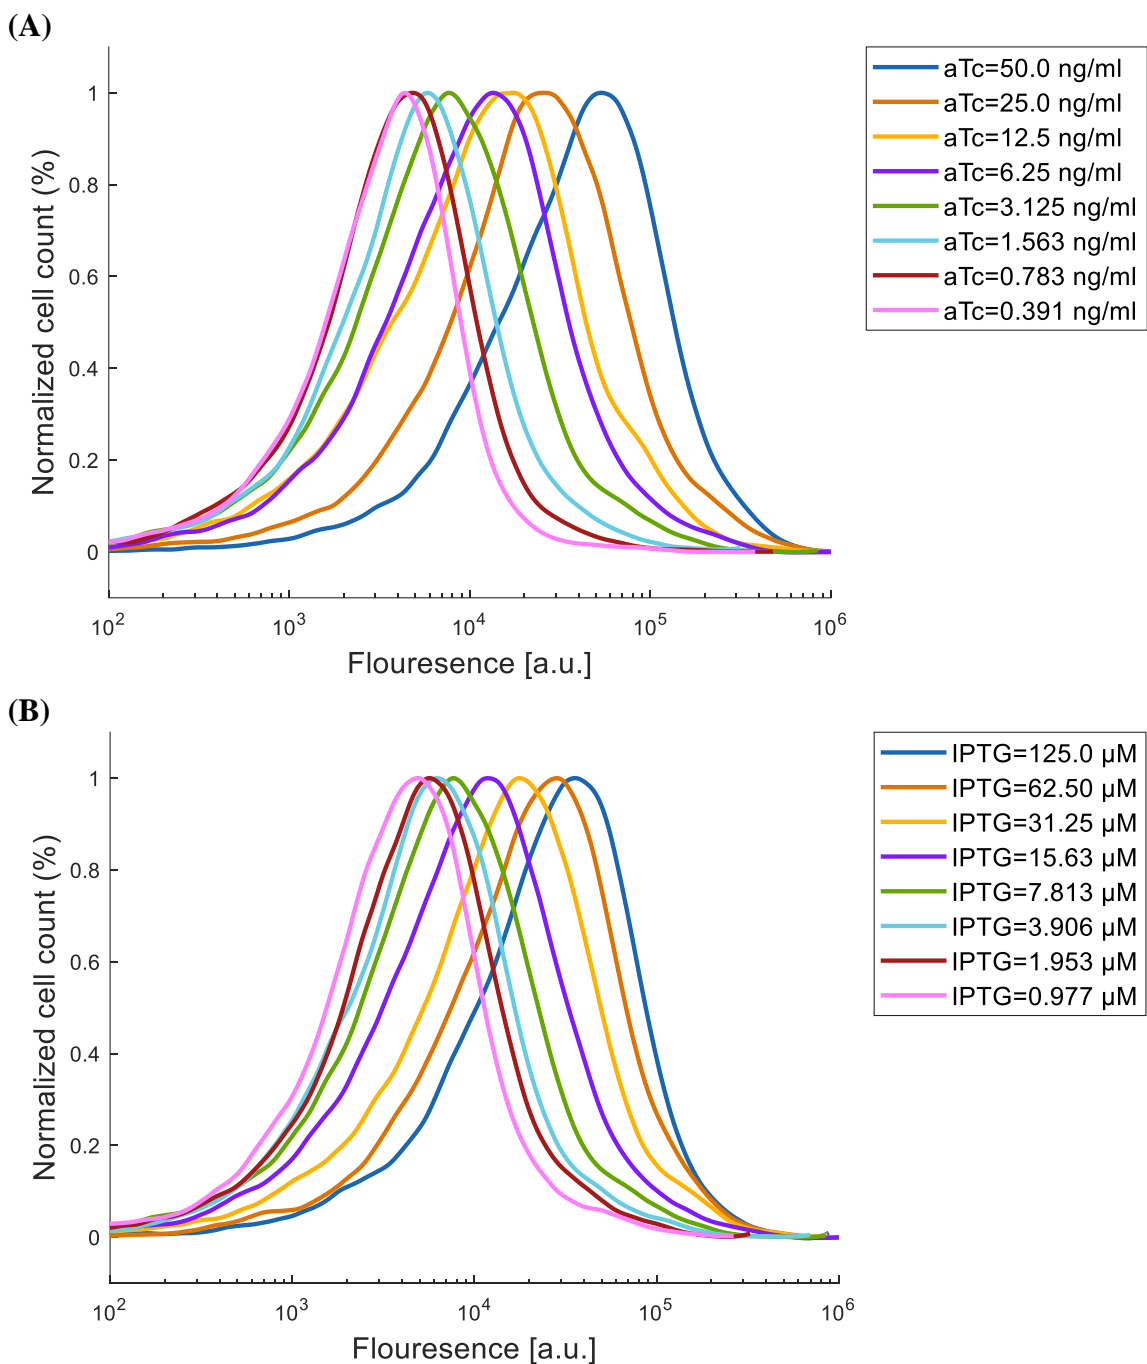 (A)
Normalized cell count (%)
1
0.8
0.6
0.4
0.2
0
10² 10³ 10⁴ 10⁵ 10⁶
Flouresence [a.u.]
aTc=50.0 ng/ml
aTc=25.0 ng/ml
aTc=12.5 ng/ml
aTc=6.25 ng/ml
aTc=3.125 ng/ml
aTc=1.563 ng/ml
aTc=0.783 ng/ml
aTc=0.391 ng/ml
(B)
Normalized cell count (%)
1
0.8
0.6
0.4
0.2
0
10² 10³ 10⁴ 10⁵ 10⁶
Flouresence [a.u.]
IPTG=125.0 µM
IPTG=62.50 µM
IPTG=31.25 µM
IPTG=15.63 µM
IPTG=7.813 µM
IPTG=3.906 µM
IPTG=1.953 µM
IPTG=0.977 µM